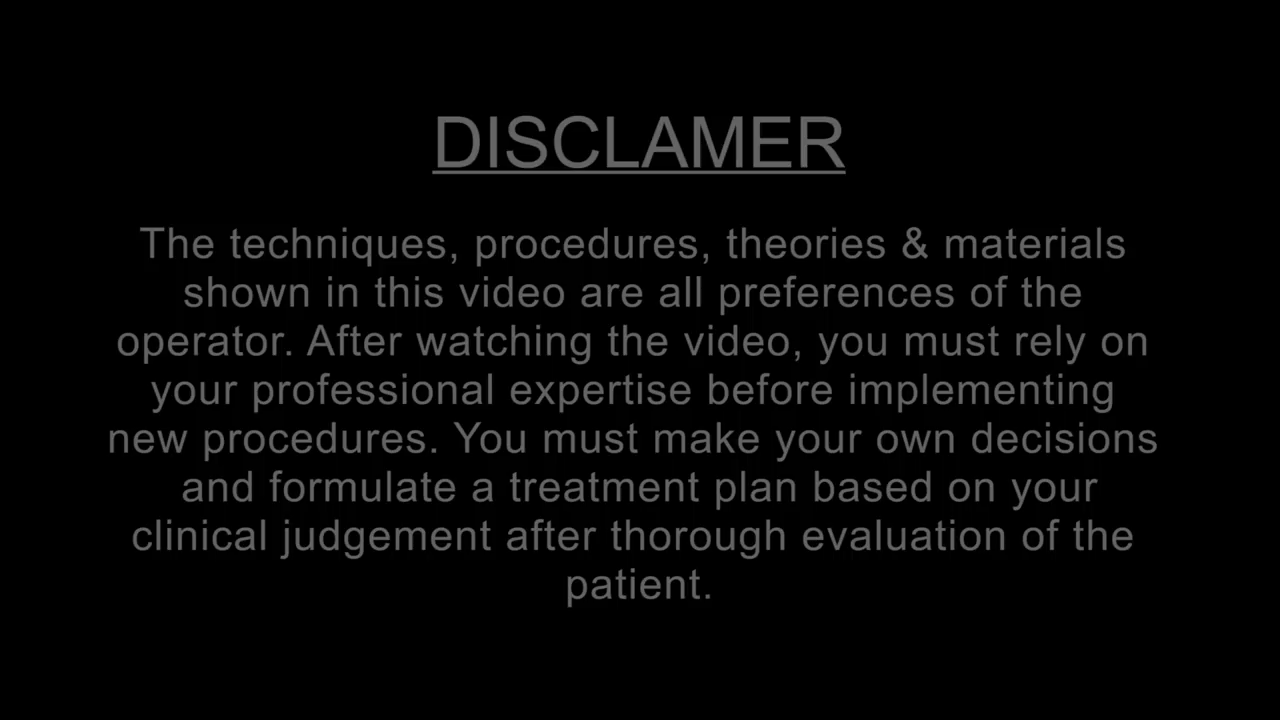 DISCLAMER
The techniques, procedures, theories & materials
shown in this video are all preferences of the
operator. After watching the video, you must rely on
your professional expertise before implementing
new procedures. You must make your own decisions
and formulate a treatment plan based on your
clinical judgement after thorough evaluation of the
patient.